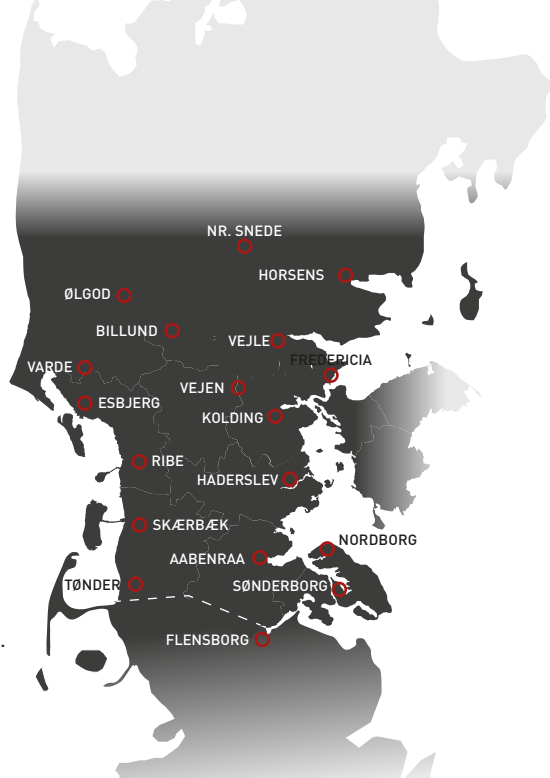 NR. SNEDE
HORSENS
ØLGOD
BILLUND
VEJLE
FREDERICIA
VARDE
VEJEN
ESBJERG
KOLDING
RIBE
HADERSLEV
SKÆRBÆK
NORDBORG
AABENRAA
TØNDER
SØNDERBORG
FLENSBORG